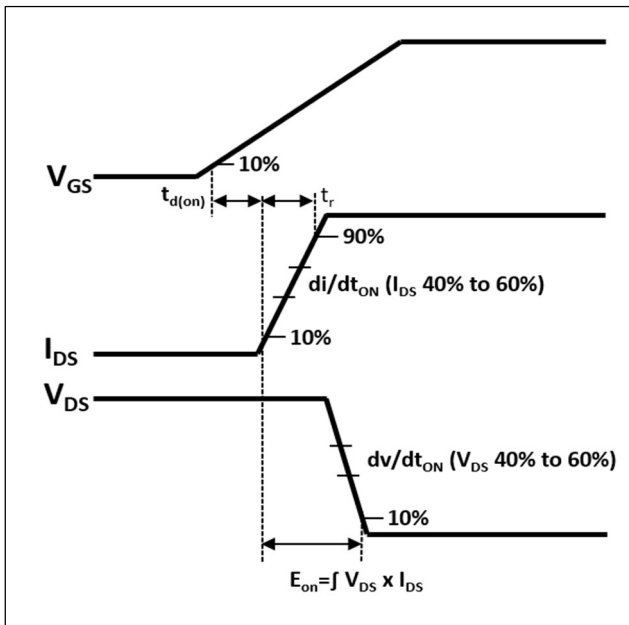 V_GS
10%
t_d(on)
t_r
90%
di/dt_ON (I_DS 40% to 60%)
10%
I_DS
V_DS
dv/dt_ON (V_DS 40% to 60%)
10%
E_on=∫ V_DS x I_DS